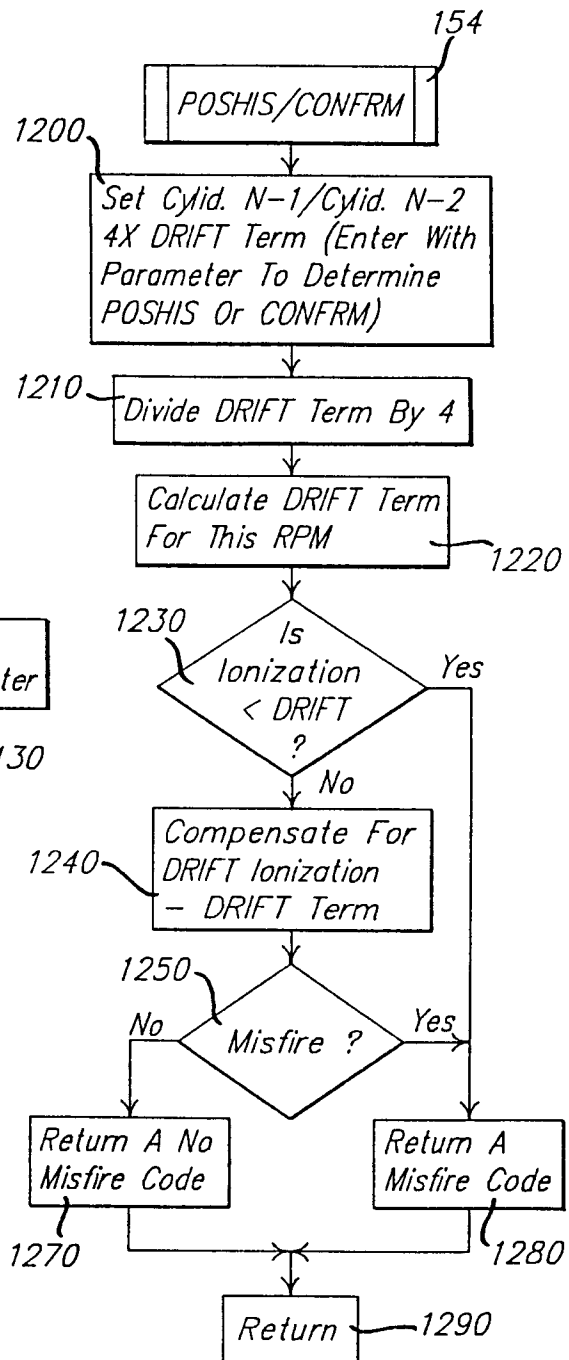 154
POSHIS/CONFRM
1200
Set Cylid. N-1/Cylid. N-2
4X DRIFT Term (Enter With
Parameter To Determine
POSHIS Or CONFRM)
1210
Divide DRIFT Term By 4
Calculate DRIFT Term
For This RPM
1220
1230
Is
Ionization
< DRIFT
?
Yes
No
ter
130
1240
Compensate For
DRIFT Ionization
- DRIFT Term
1250
No
Misfire ?
Yes
Return A No
Misfire Code
Return A
Misfire Code
1270
1280
Return
1290